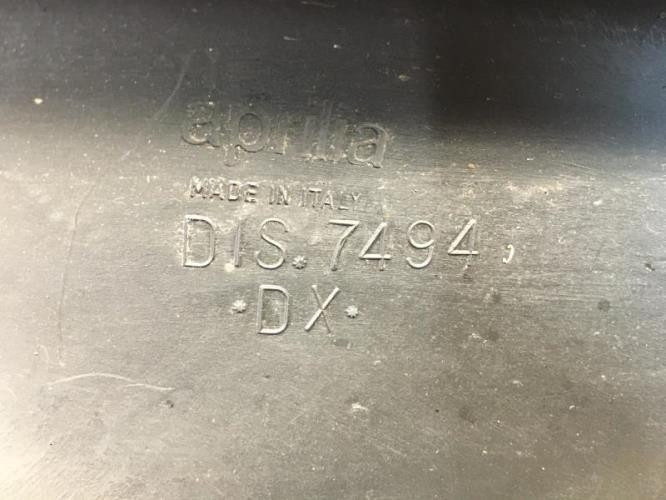 aprilia
MADE IN ITALY
DIS. 7494
·DX·